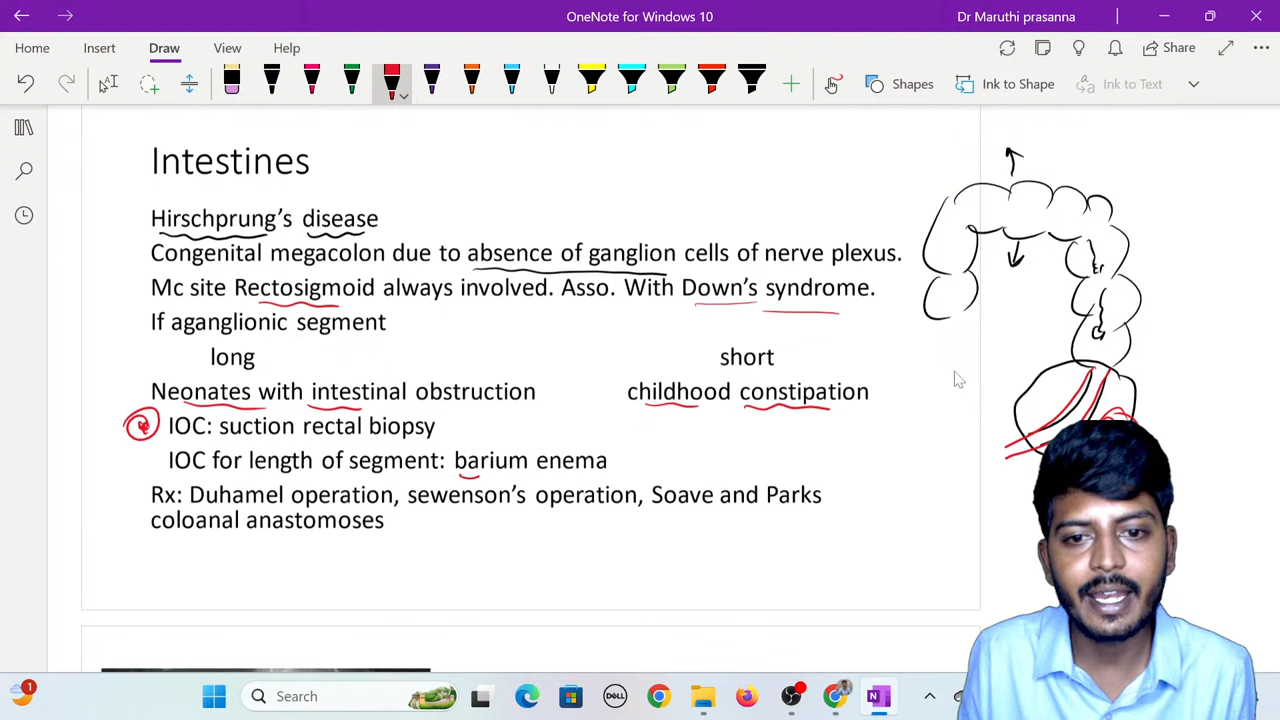 OneNote for Windows 10
Dr Maruthi prasanna
Home Insert Draw View Help
Share
Shapes
Ink to Shape
Ink to Text
Intestines
Hirschprung's disease
Congenital megacolon due to absence of ganglion cells of nerve plexus.
Mc site Rectosigmoid always involved. Asso. With Down's syndrome.
If aganglionic segment
long short
Neonates with intestinal obstruction childhood constipation
IOC: suction rectal biopsy
IOC for length of segment: barium enema
Rx: Duhamel operation, sewenson's operation, Soave and Parks
coloanal anastomoses
1
Search
DELL